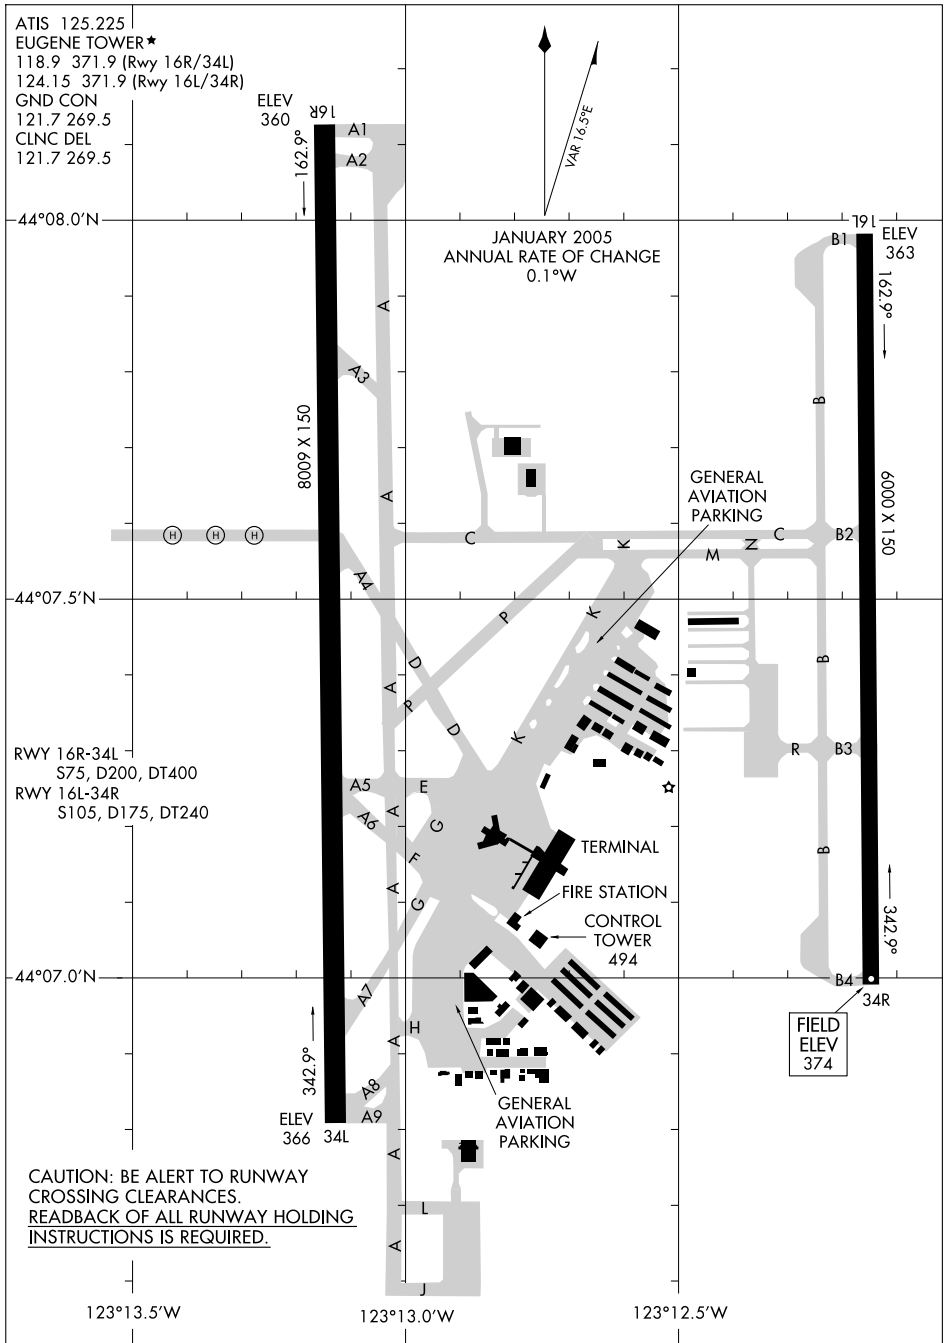 ATIS 125.225
EUGENE TOWER★
118.9 371.9 (Rwy 16R/34L)
124.15 371.9 (Rwy 16L/34R)
GND CON
121.7 269.5
CLNC DEL
121.7 269.5
ELEV
360
16R
162.9°
A1
A2
VAR 16.5°E
44°08.0'N
JANUARY 2005
ANNUAL RATE OF CHANGE
0.1°W
16L
B1
ELEV
363
162.9°
A
A3
B
8009 X 150
6000 X 150
GENERAL
AVIATION
PARKING
A
H
H
H
C
K
M
N
C
B2
A4
44°07.5'N
P
K
D
B
A
P
D
K
R
B3
RWY 16R-34L
S75, D200, DT400
RWY 16L-34R
S105, D175, DT240
A5
E
A
A6
G
F
B
TERMINAL
A
G
FIRE STATION
CONTROL
TOWER
494
342.9°
44°07.0'N
B4
34R
A7
H
A
FIELD
ELEV
374
342.9°
A8
A9
ELEV
366
34L
GENERAL
AVIATION
PARKING
A
CAUTION: BE ALERT TO RUNWAY
CROSSING CLEARANCES.
READBACK OF ALL RUNWAY HOLDING
INSTRUCTIONS IS REQUIRED.
L
A
J
123°13.5'W
123°13.0'W
123°12.5'W